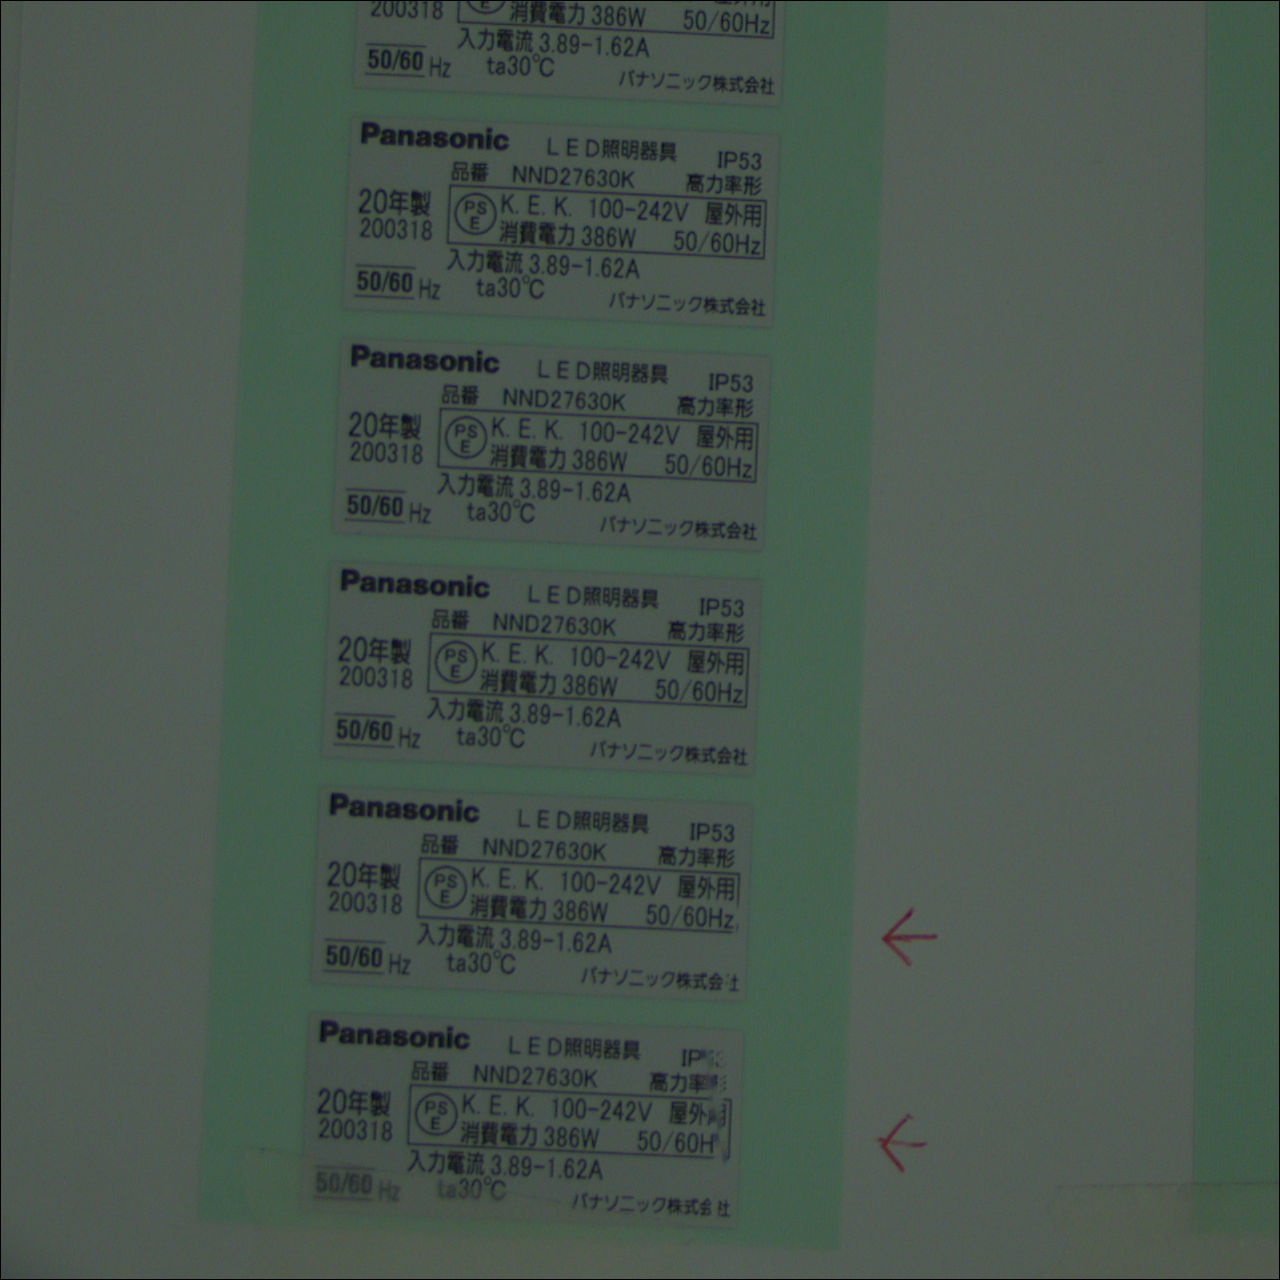 200318
消費電力 386W 50/60Hz
入力電流 3.89-1.62A
50/60 Hz ta30℃
パナソニック株式会社
Panasonic LED照明器具 IP53
品番 NND27630K 高力率形
20年製 PSE K.E.K. 100-242V 屋外用
200318 消費電力 386W 50/60Hz
入力電流 3.89-1.62A
50/60 Hz ta30℃
パナソニック株式会社
Panasonic LED照明器具 IP53
品番 NND27630K 高力率形
20年製 PSE K.E.K. 100-242V 屋外用
200318 消費電力 386W 50/60Hz
入力電流 3.89-1.62A
50/60 Hz ta30℃
パナソニック株式会社
Panasonic LED照明器具 IP53
品番 NND27630K 高力率形
20年製 PSE K.E.K. 100-242V 屋外用
200318 消費電力 386W 50/60Hz
入力電流 3.89-1.62A
50/60 Hz ta30℃
パナソニック株式会社
Panasonic LED照明器具 IP53
品番 NND27630K 高力率形
20年製 PSE K.E.K. 100-242V 屋外用
200318 消費電力 386W 50/60Hz
入力電流 3.89-1.62A
50/60 Hz ta30℃
パナソニック株式会社
Panasonic LED照明器具 IP
品番 NND27630K 高力率
20年製 PSE K.E.K. 100-242V 屋外
200318 消費電力 386W 50/60H
入力電流 3.89-1.62A
50/60 Hz ta30℃
パナソニック株式会社